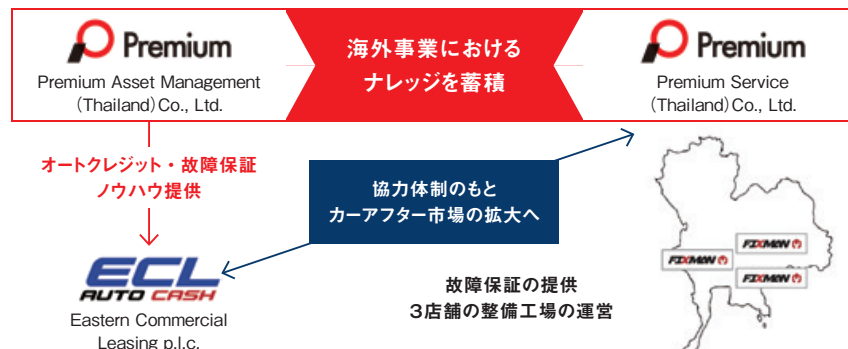 Premium
Premium Asset Management
(Thailand)Co., Ltd.
海外事業における
ナレッジを蓄積
Premium
Premium Service
(Thailand)Co., Ltd.
オートクレジット・故障保証
ノウハウ提供
協力体制のもと
カーアフター市場の拡大へ
ECL
AUTO CASH
Eastern Commercial
Leasing p.l.c.
故障保証の提供
3店舗の整備工場の運営
FIXMAN
FIXMAN
FIXMAN